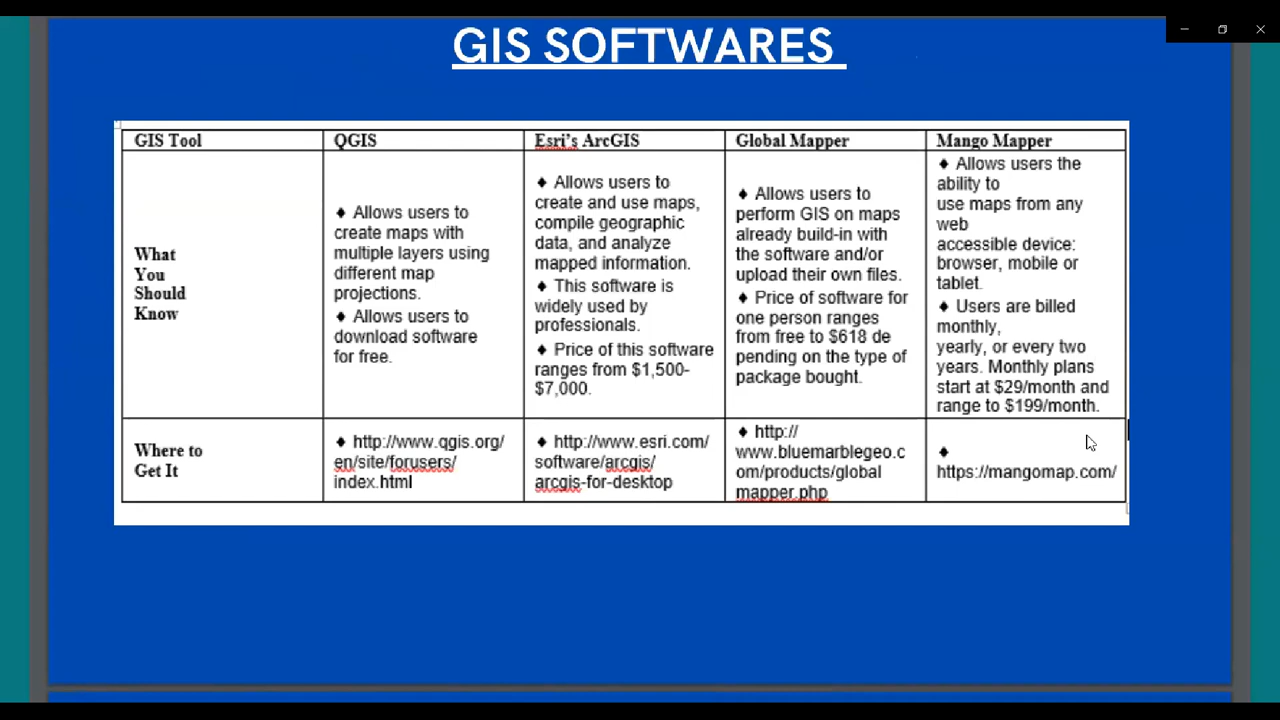 GIS SOFTWARES
GIS Tool
QGIS
Esri's ArcGIS
Global Mapper
Mango Mapper
What
You
Should
Know
♦ Allows users to
create maps with
multiple layers using
different map
projections.
♦ Allows users to
download software
for free.
♦ Allows users to
create and use maps,
compile geographic
data, and analyze
mapped information.
♦ This software is
widely used by
professionals.
♦ Price of this software
ranges from $1,500-
$7,000.
♦ Allows users to
perform GIS on maps
already build-in with
the software and/or
upload their own files.
♦ Price of software for
one person ranges
from free to $618 de
pending on the type of
package bought.
♦ Allows users the
ability to
use maps from any
web
accessible device:
browser, mobile or
tablet.
♦ Users are billed
monthly,
yearly, or every two
years. Monthly plans
start at $29/month and
range to $199/month.
Where to
Get It
♦ http://www.qgis.org/
en/site/forusers/
index.html
♦ http://www.esri.com/
software/arcgis/
arcgis-for-desktop
♦ http://
www.bluemarblegeo.c
om/products/global
mapper.php
♦
https://mangomap.com/